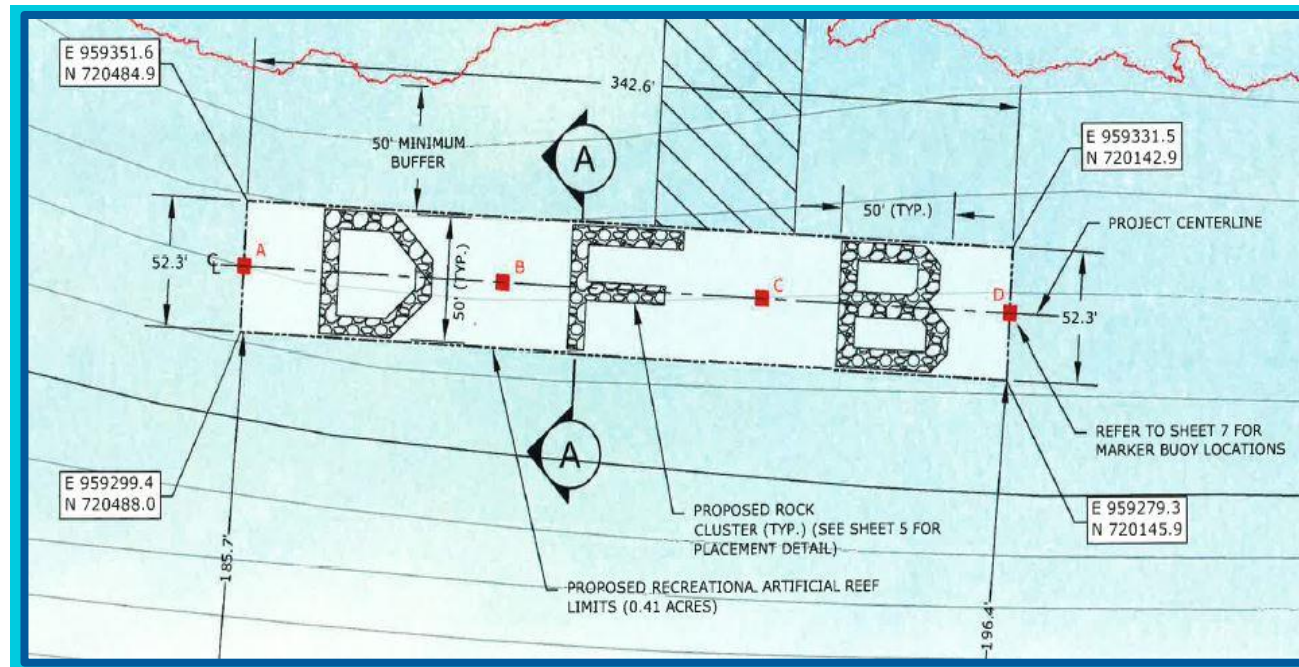 E 959351.6
N 720484.9
342.6'
50' MINIMUM
BUFFER
A
E 959331.5
N 720142.9
50' (TYP.)
PROJECT CENTERLINE
52.3'
CL
A
B
50' (TYP.)
C
D
52.3'
REFER TO SHEET 7 FOR
MARKER BUOY LOCATIONS
A
E 959299.4
N 720488.0
E 959279.3
N 720145.9
PROPOSED ROCK
CLUSTER (TYP.) (SEE SHEET 5 FOR
PLACEMENT DETAIL)
185.7'
PROPOSED RECREATIONAL ARTIFICIAL REEF
LIMITS (0.41 ACRES)
196.4'